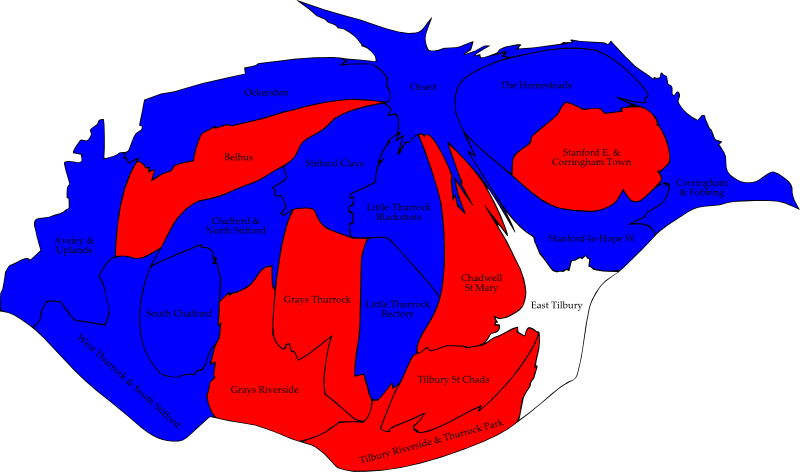 Ockendon
Orsett
The Homesteads
Belhus
Stifford Clays
Stanford E. &
Corringham Town
Corringham
& Fobbing
Aveley &
Uplands
Chafford &
North Stifford
Little Thurrock
Blackshots
Stanford-le-Hope W.
South Chafford
Grays Thurrock
Little Thurrock
Rectory
Chadwell
St Mary
East Tilbury
West Thurrock & South Stifford
Grays Riverside
Tilbury St Chads
Tilbury Riverside & Thurrock Park